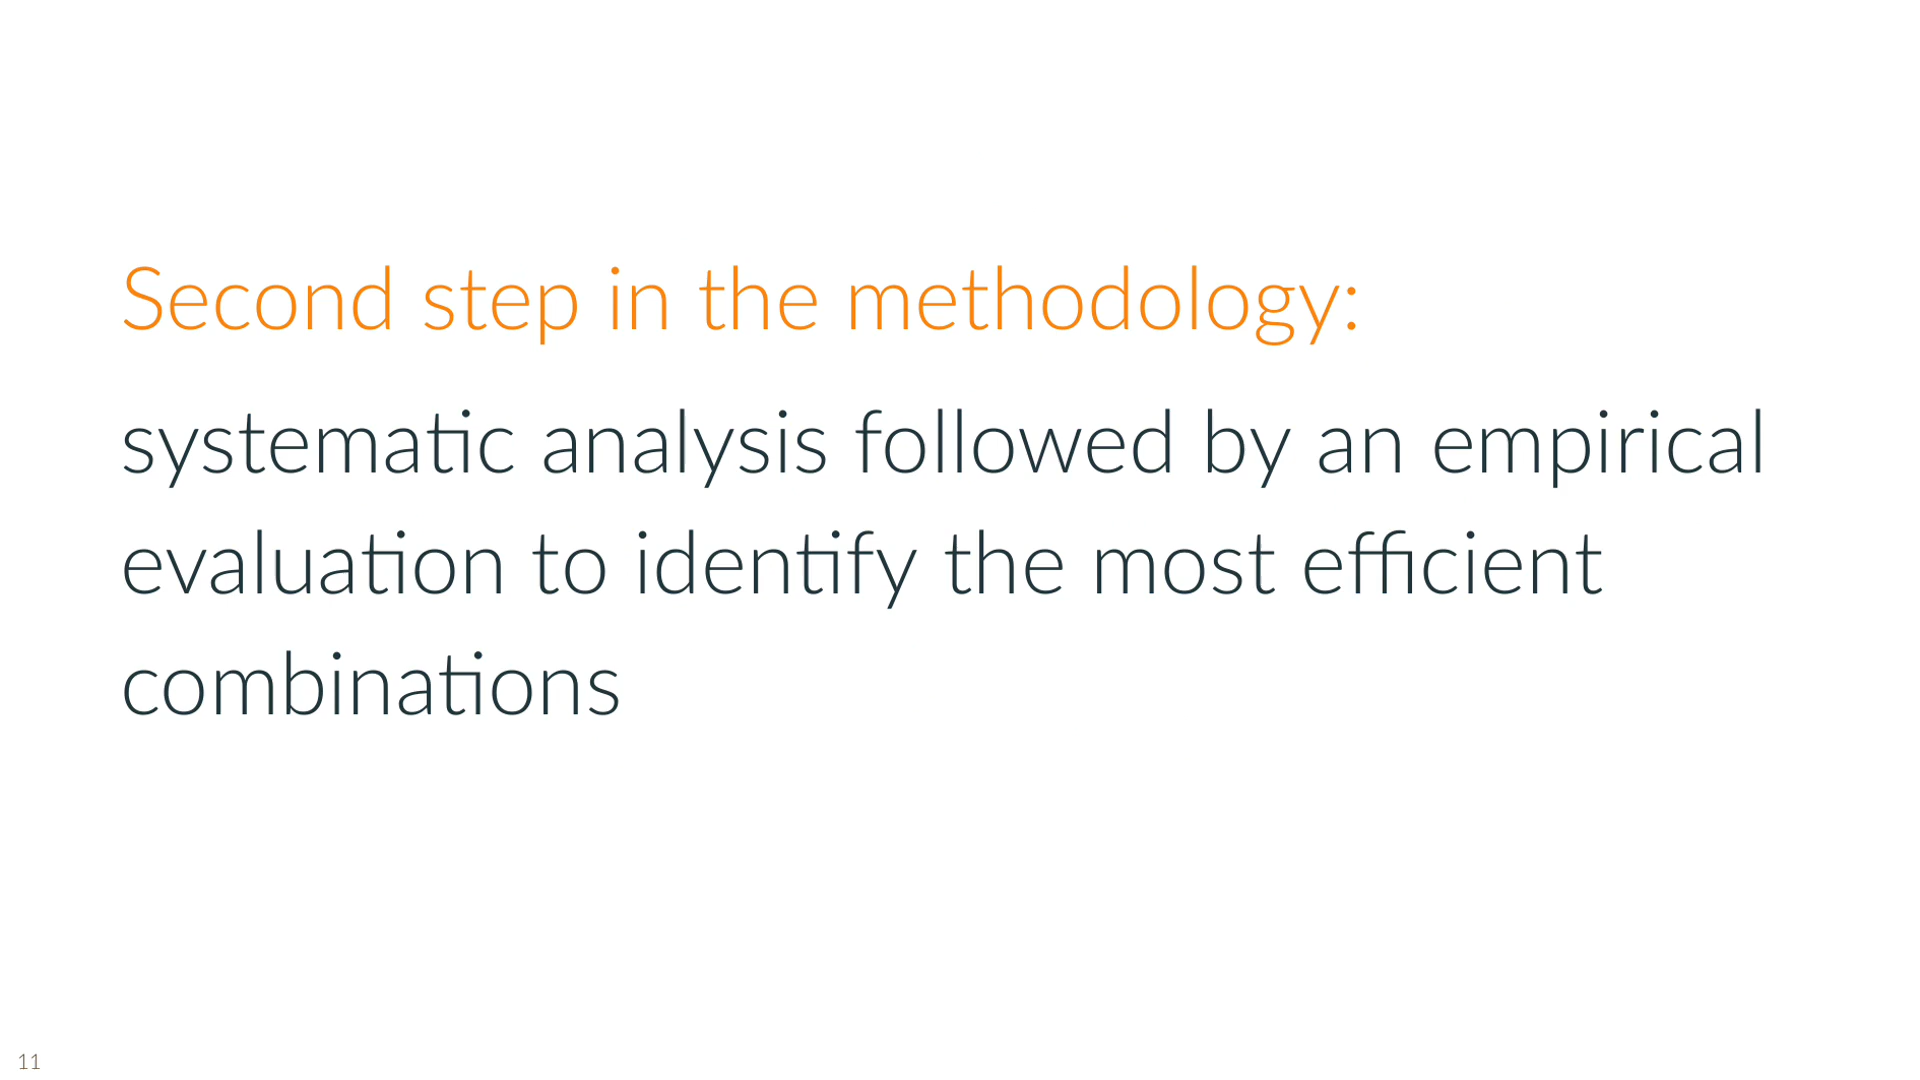 Second step in the methodology:
systematic analysis followed by an empirical
evaluation to identify the most efficient
combinations
11